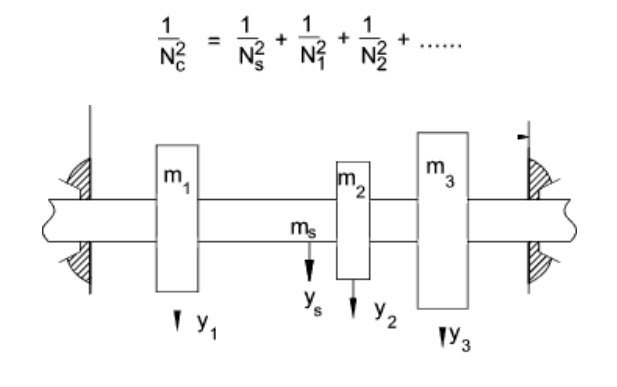 1/N_c^2 = 1/N_s^2 + 1/N_1^2 + 1/N_2^2 + ......
m_1
m_2
m_3
m_s
y_s
y_1
y_2
y_3